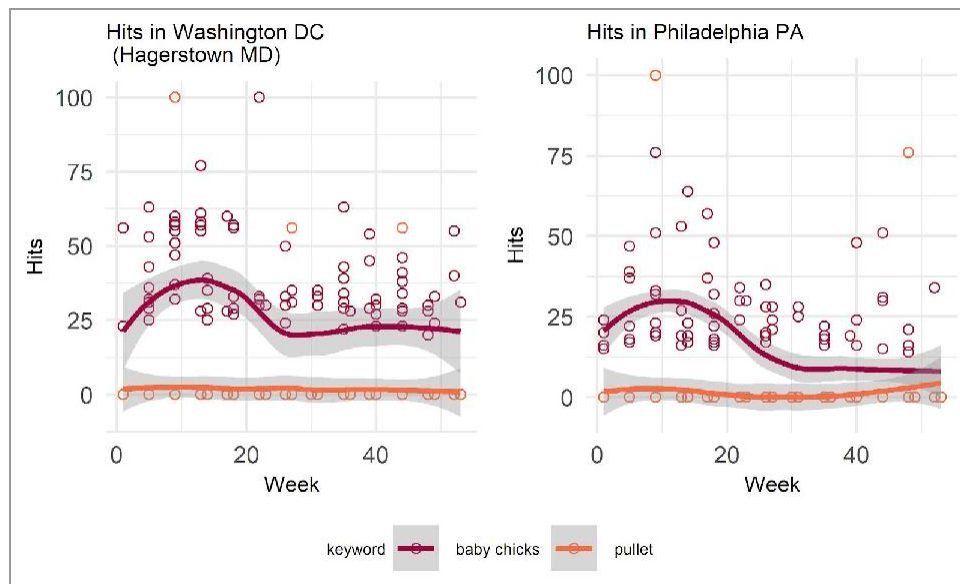 Hits in Washington DC
(Hagerstown MD)
100
75
50
25
0
Hits
0
20
40
Week
Hits in Philadelphia PA
100
75
50
25
0
Hits
0
20
40
Week
keyword
baby chicks
pullet